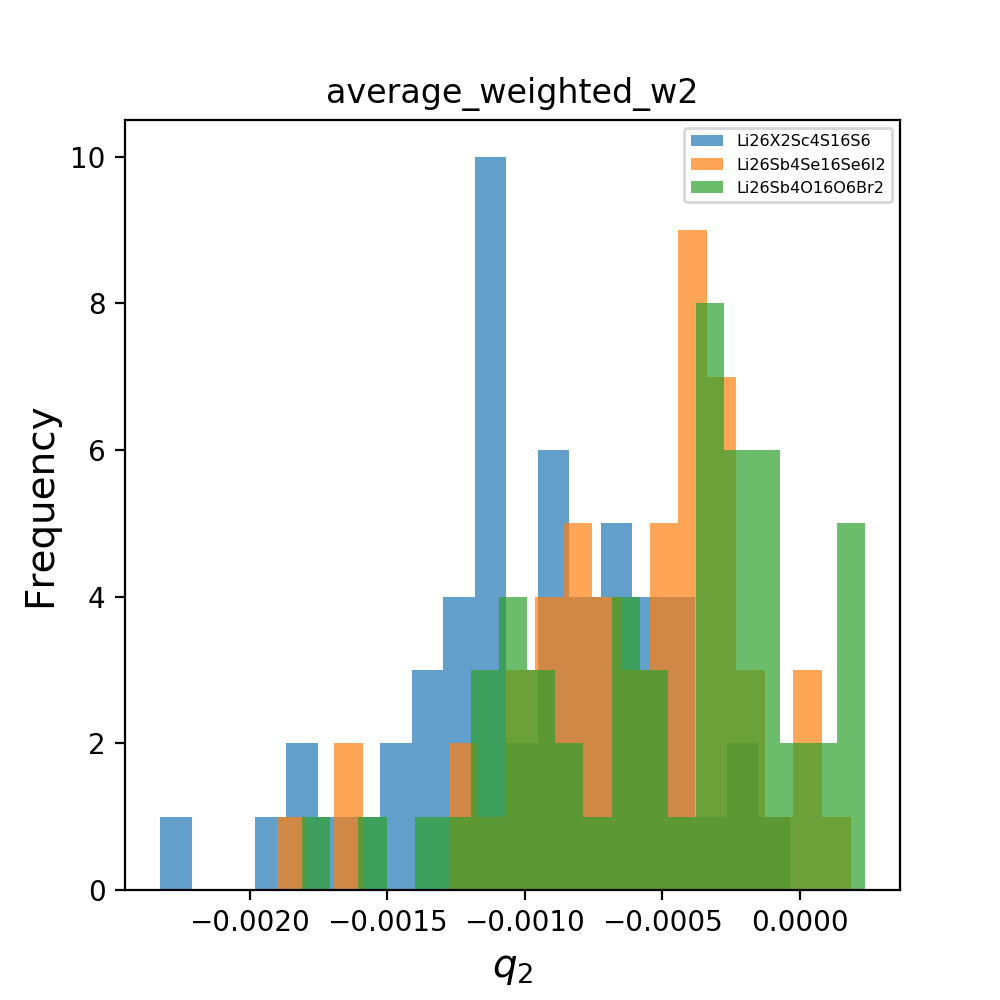 average_weighted_w2
Li26X2Sc4S16S6
Li26Sb4Se16Se6I2
Li26Sb4O16O6Br2
10
8
6
4
2
0
Frequency
−0.0020 −0.0015 −0.0010 −0.0005 0.0000
q2